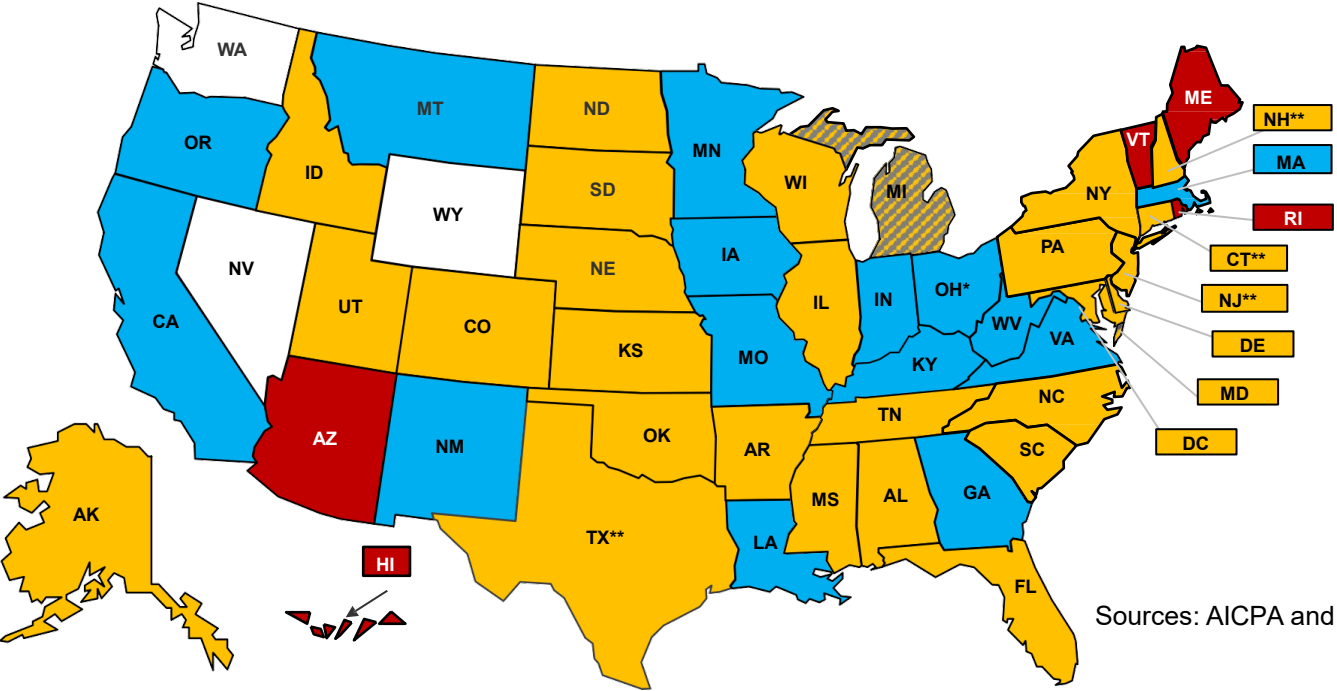 WA
MT
ND
MN
ME
NH**
VT
OR
MA
ID
SD
WI
MI
NY
WY
RI
PA
IA
CT**
NE
NV
OH*
IN
NJ**
IL
UT
CO
WV
CA
VA
DE
KS
MO
KY
MD
NC
TN
AZ
OK
DC
NM
AR
SC
GA
MS
AL
AK
TX**
LA
HI
FL
Sources: AICPA and